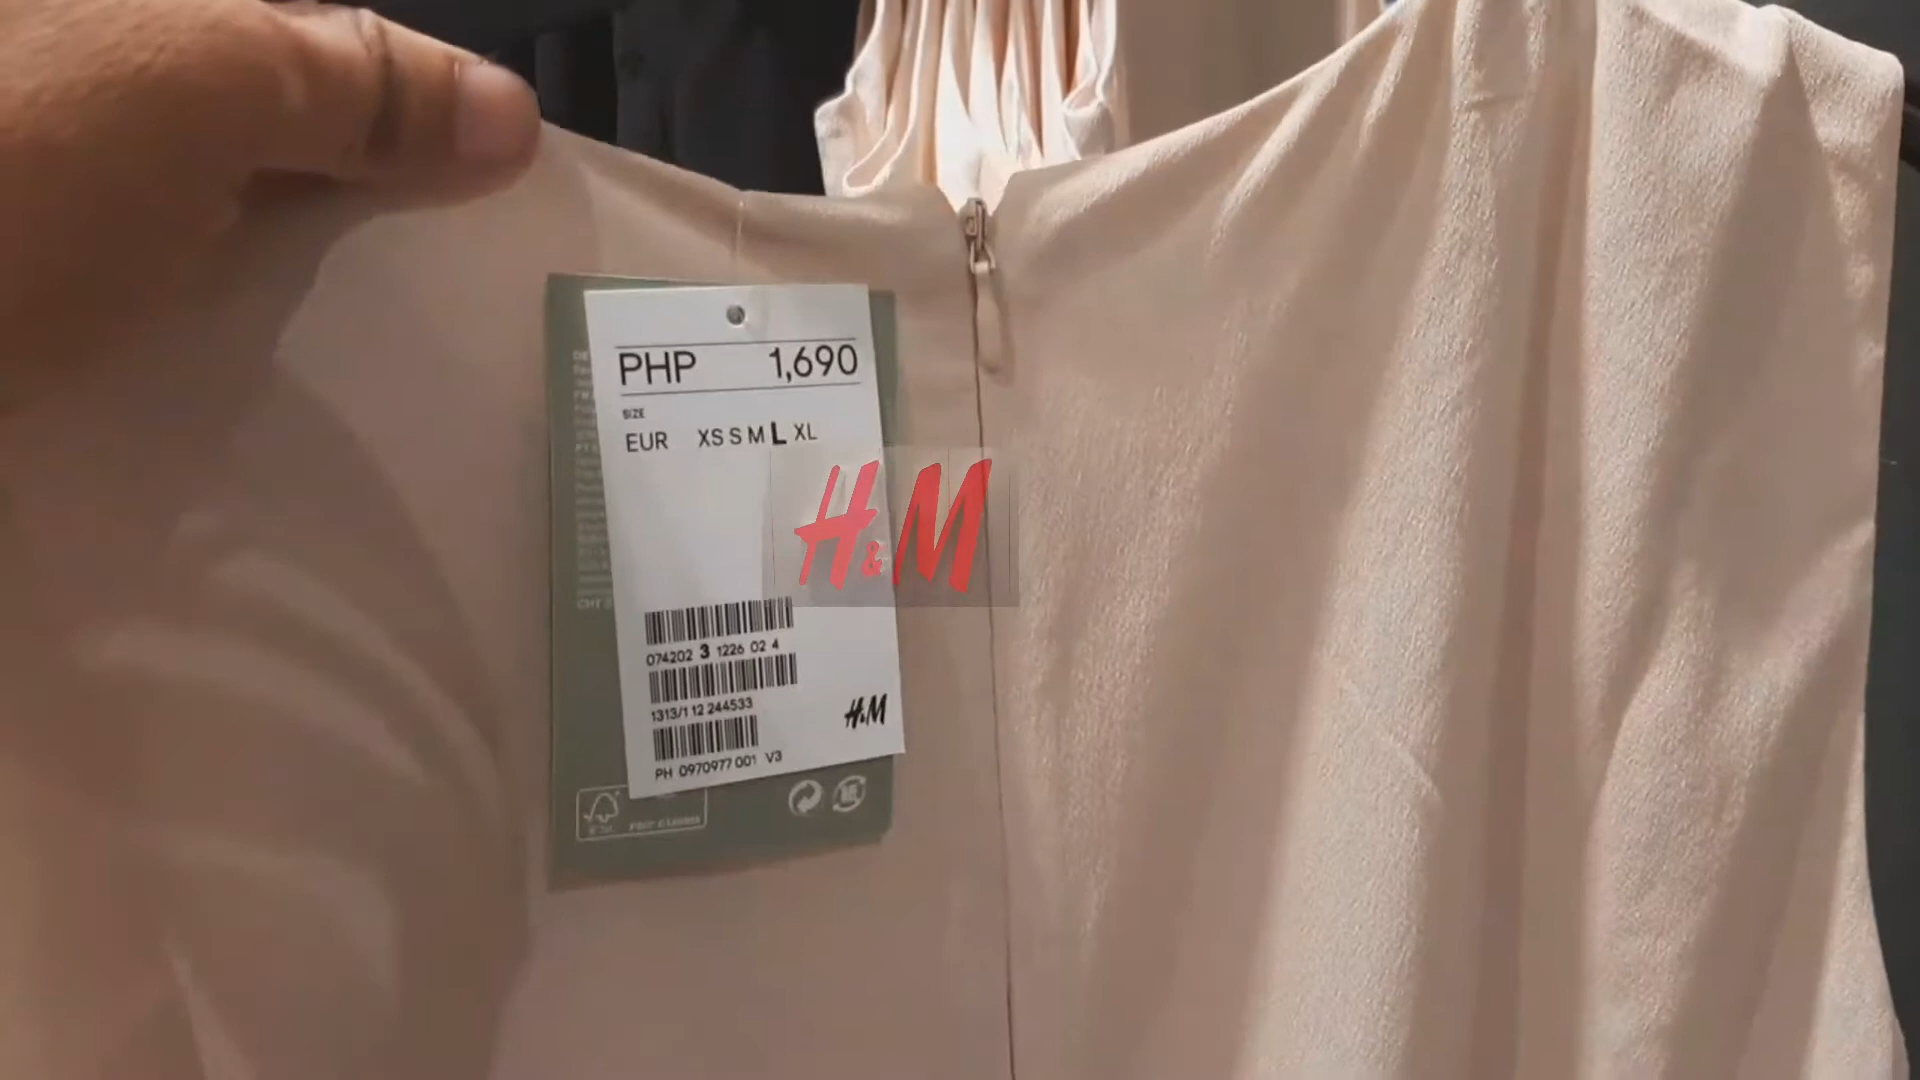 PHP 1,690
SIZE
EUR XS S M L XL
H&M
074202 3 1226 02 4
1313/1 12 244533
H&M
PH 0970977 001 V3